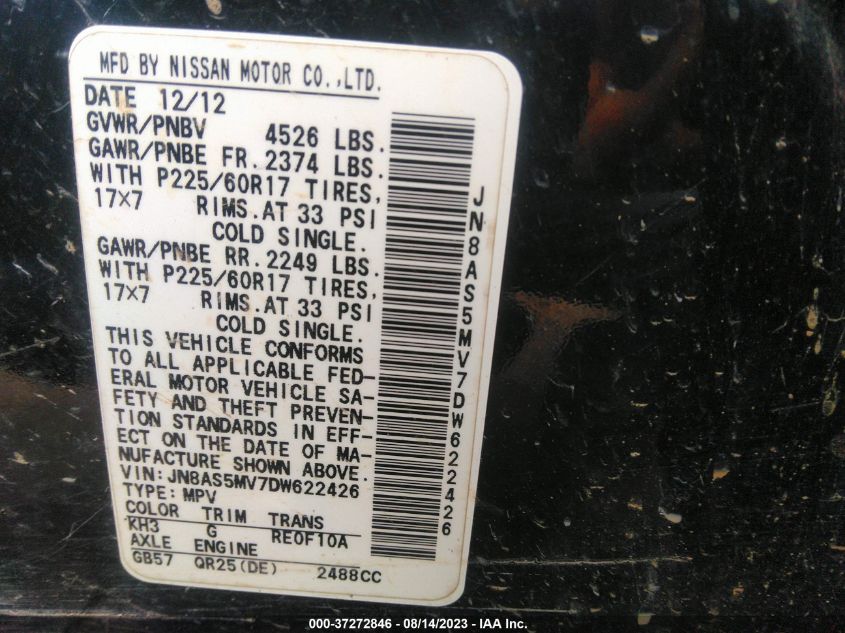 MFD BY NISSAN MOTOR CO.,LTD.
DATE 12/12
GVWR/PNBV 4526 LBS.
GAWR/PNBE FR.2374 LBS.
WITH P225/60R17 TIRES,
17×7 RIMS.AT 33 PSI
COLD SINGLE.
GAWR/PNBE RR.2249 LBS.
WITH P225/60R17 TIRES,
17×7 RIMS.AT 33 PSI
COLD SINGLE.
THIS VEHICLE CONFORMS
TO ALL APPLICABLE FED-
ERAL MOTOR VEHICLE SA-
FETY AND THEFT PREVEN-
TION STANDARDS IN EFF-
ECT ON THE DATE OF MA-
NUFACTURE SHOWN ABOVE.
VIN:JN8AS5MV7DW622426
TYPE:MPV
COLOR TRIM TRANS
KH3 G RE0F10A
AXLE ENGINE
GB57 QR25(DE) 2488CC
JN8AS5MV7DW622426
000-37272846 - 08/14/2023 - IAA Inc.